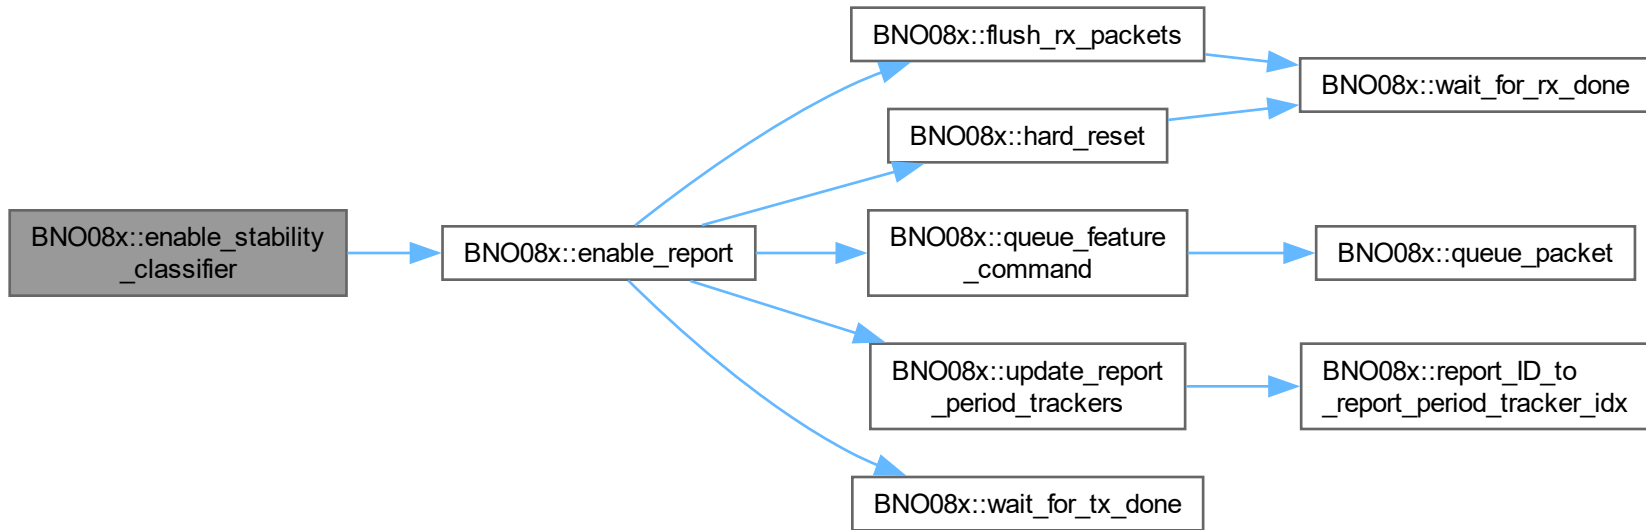 BNO08x::enable_stability
_classifier
BNO08x::enable_report
BNO08x::flush_rx_packets
BNO08x::hard_reset
BNO08x::queue_feature
_command
BNO08x::update_report
_period_trackers
BNO08x::wait_for_tx_done
BNO08x::wait_for_rx_done
BNO08x::queue_packet
BNO08x::report_ID_to
_report_period_tracker_idx